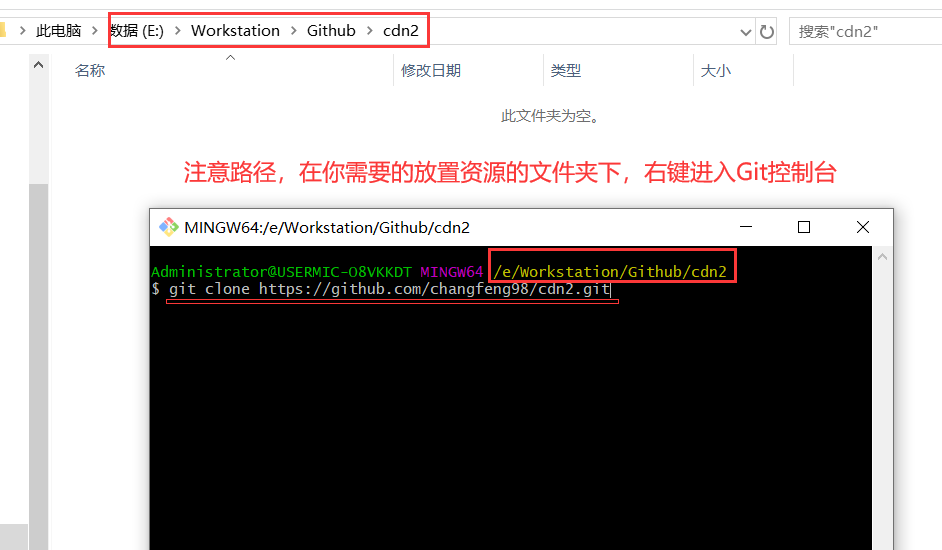 此电脑 > 数据 (E:) > Workstation > Github > cdn2 搜索"cdn2"
名称 修改日期 类型 大小
此文件夹为空。
注意路径，在你需要的放置资源的文件夹下，右键进入Git控制台
MINGW64:/e/Workstation/Github/cdn2
Administrator@USERMIC-O8VKKDT MINGW64 /e/Workstation/Github/cdn2
$ git clone https://github.com/changfeng98/cdn2.git